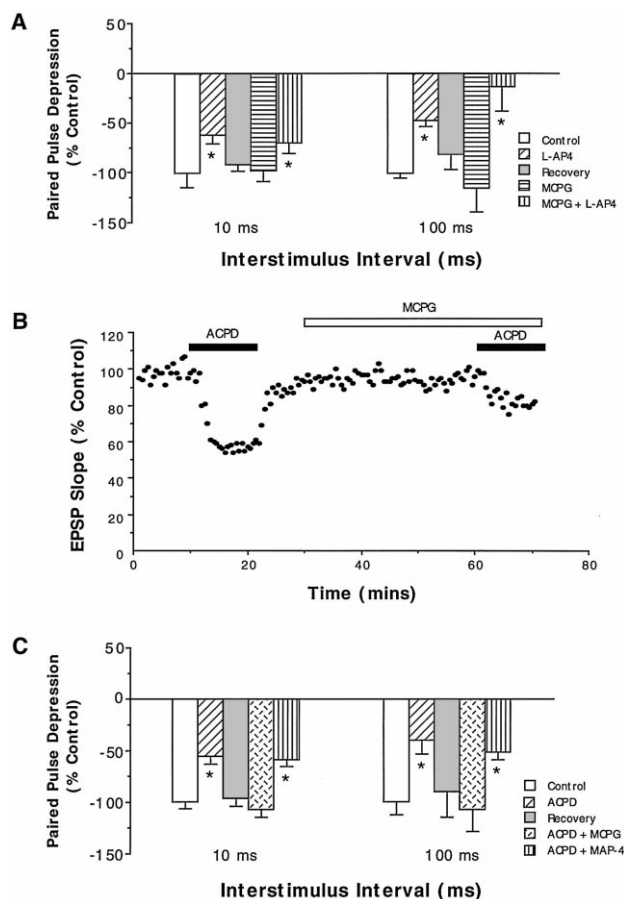 A
Paired Pulse Depression
(% Control)
50
0
-50
-100
-150
*
*
*
*
10 ms
100 ms
Interstimulus Interval (ms)
Control
L-AP4
Recovery
MCPG
MCPG + L-AP4
B
MCPG
ACPD
ACPD
EPSP Slope (% Control)
120
100
80
60
40
20
0
0
20
40
60
80
Time (mins)
C
Paired Pulse Depression
(% Control)
50
0
-50
-100
-150
*
*
*
*
10 ms
100 ms
Interstimulus Interval (ms)
Control
ACPD
Recovery
ACPD + MCPG
ACPD + MAP-4